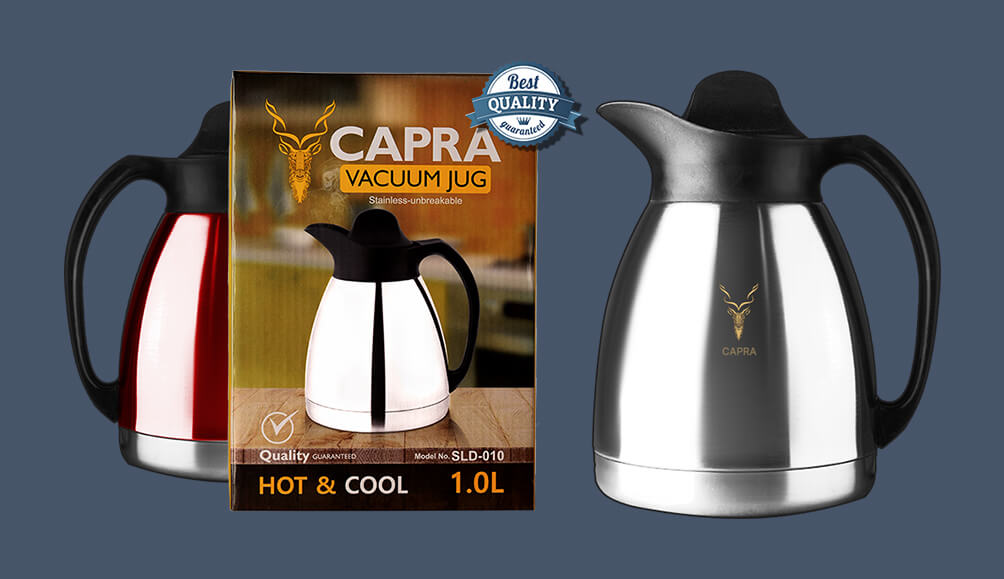 Best
QUALITY
guaranteed
CAPRA
VACUUM JUG
Stainless-unbreakable
Quality GUARANTEED
Model No. SLD-010
HOT & COOL
1.0L
CAPRA